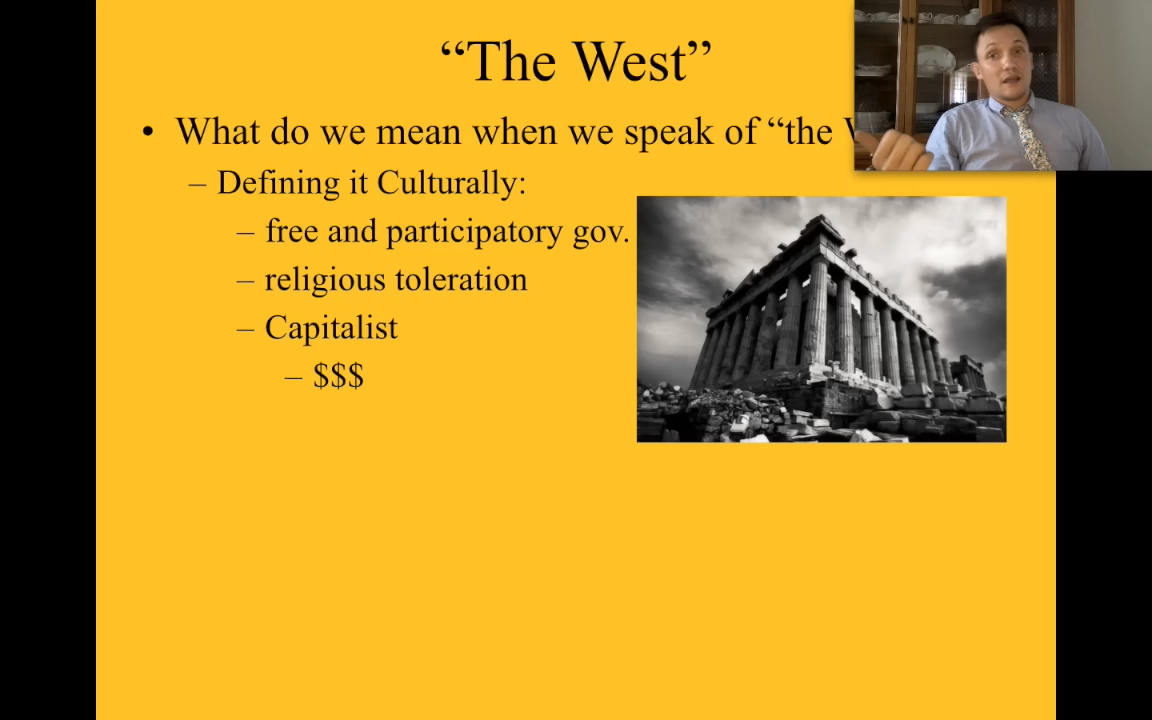 “The West”
• What do we mean when we speak of “the
– Defining it Culturally:
– free and participatory gov.
– religious toleration
– Capitalist
– $$$